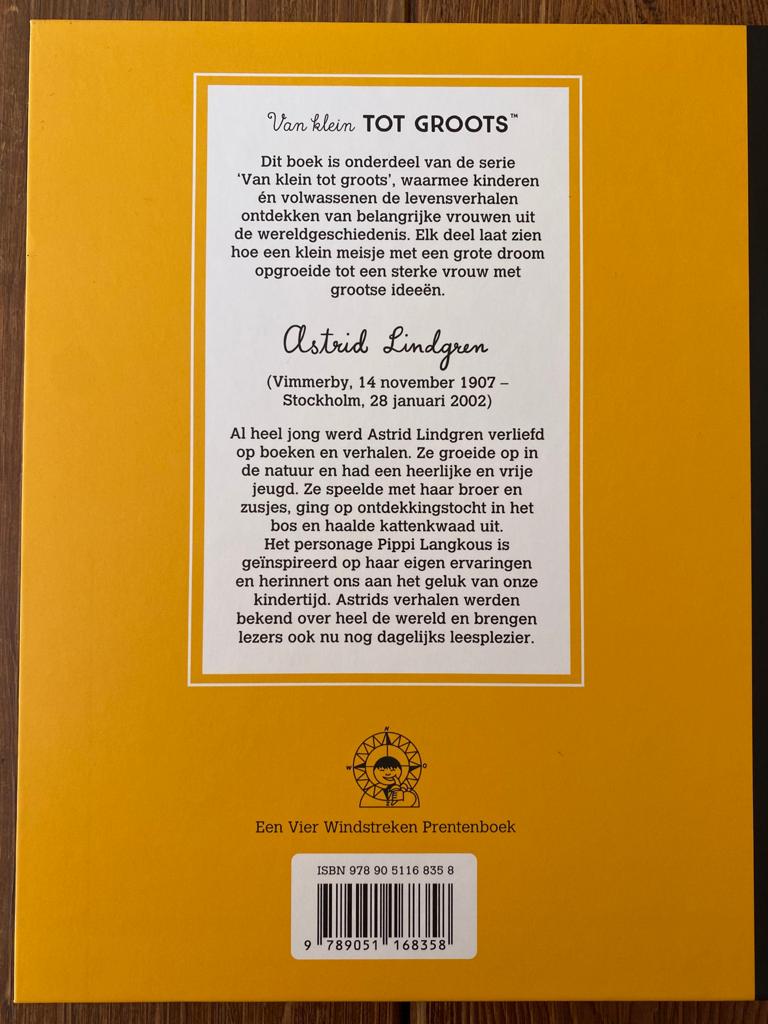 Van klein TOT GROOTS™
Dit boek is onderdeel van de serie
‘Van klein tot groots’, waarmee kinderen
én volwassenen de levensverhalen
ontdekken van belangrijke vrouwen uit
de wereldgeschiedenis. Elk deel laat zien
hoe een klein meisje met een grote droom
opgroeide tot een sterke vrouw met
grootse ideeën.
Astrid Lindgren
(Vimmerby, 14 november 1907 –
Stockholm, 28 januari 2002)
Al heel jong werd Astrid Lindgren verliefd
op boeken en verhalen. Ze groeide op in
de natuur en had een heerlijke en vrije
jeugd. Ze speelde met haar broer en
zusjes, ging op ontdekkingstocht in het
bos en haalde kattenkwaad uit.
Het personage Pippi Langkous is
geïnspireerd op haar eigen ervaringen
en herinnert ons aan het geluk van onze
kindertijd. Astrids verhalen werden
bekend over heel de wereld en brengen
lezers ook nu nog dagelijks leesplezier.
N
W O
Een Vier Windstreken Prentenboek
ISBN 978 90 5116 835 8
9 789051 168358